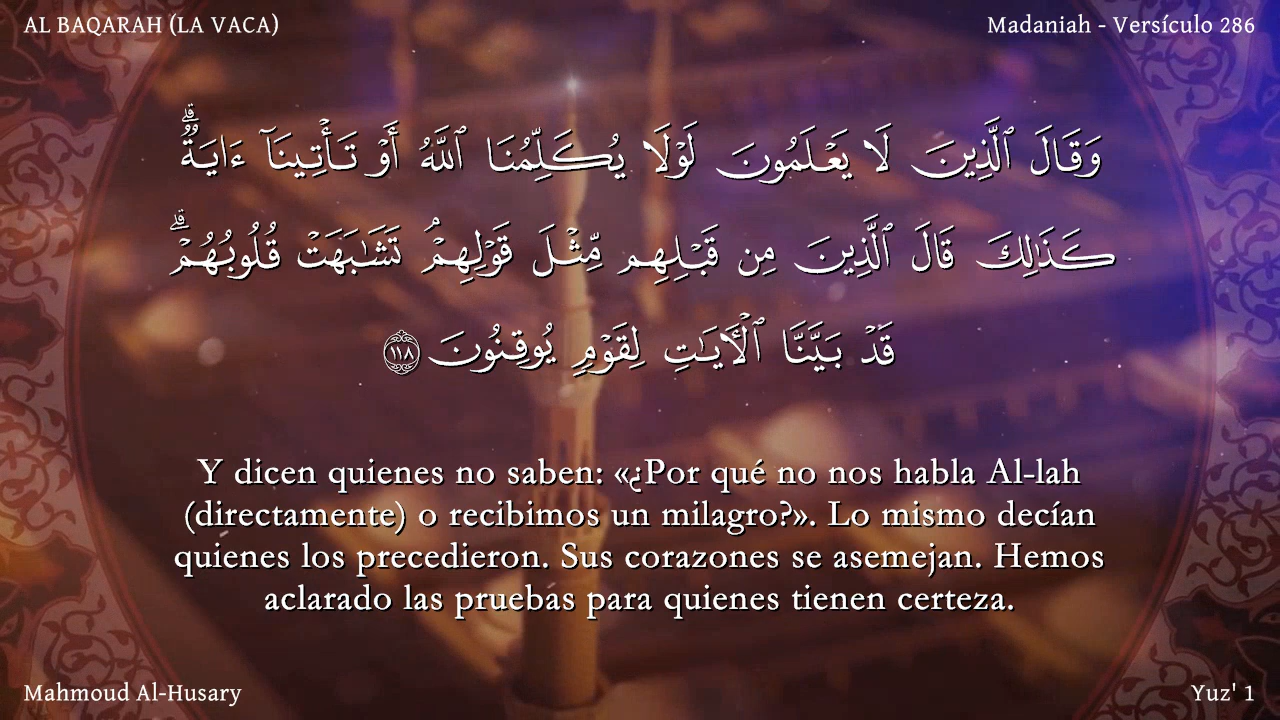 AL BAQARAH (LA VACA)
Madaniah - Versículo 286
وَقَالَ ٱلَّذِينَ لَا يَعْلَمُونَ لَوْلَا يُكَلِّمُنَا ٱللَّهُ أَوْ تَأْتِينَآ ءَايَةٌۗ
كَذَٰلِكَ قَالَ ٱلَّذِينَ مِن قَبْلِهِم مِّثْلَ قَوْلِهِمْۘ تَشَٰبَهَتْ قُلُوبُهُمْۗ
قَدْ بَيَّنَّا ٱلْءَايَٰتِ لِقَوْمٍ يُوقِنُونَ ١١٨
Y dicen quienes no saben: «¿Por qué no nos habla Al-lah
(directamente) o recibimos un milagro?». Lo mismo decían
quienes los precedieron. Sus corazones se asemejan. Hemos
aclarado las pruebas para quienes tienen certeza.
Mahmoud Al-Husary
Yuz' 1